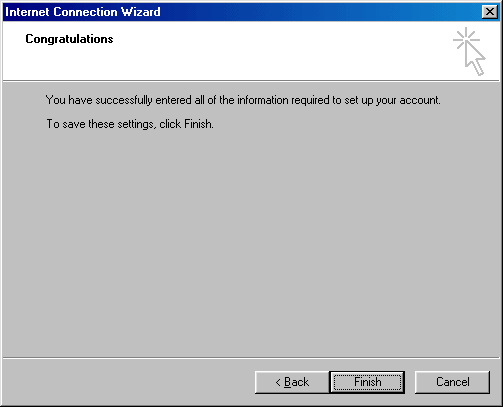 Internet Connection Wizard
Congratulations
You have successfully entered all of the information required to set up your account.
To save these settings, click Finish.
< Back
Finish
Cancel